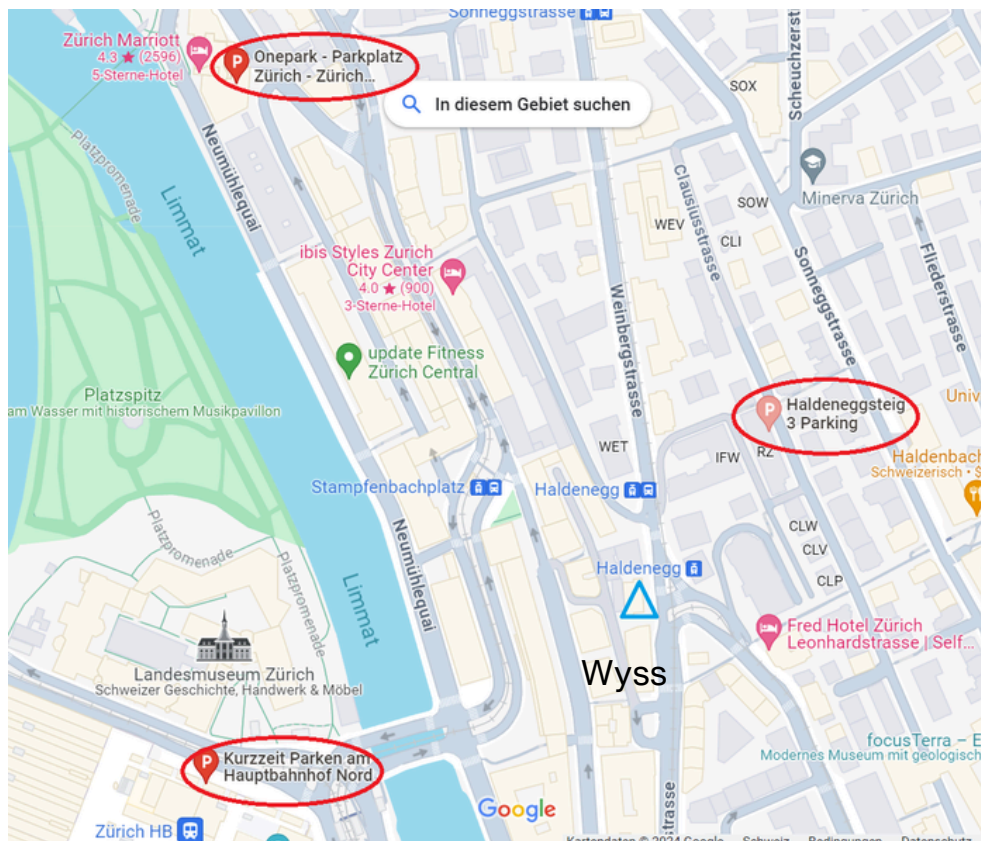 Sonneggstrasse
Zürich Marriott
4.3 ★ (2596)
5-Sterne-Hotel
P
Onepark - Parkplatz
Zürich - Zürich...
In diesem Gebiet suchen
SOX
Scheuchzerst
Platzpromenade
Neumühlequai
Limmat
Clausiusstrasse
Minerva Zürich
SOW
WEV
CLI
ibis Styles Zurich
City Center
4.0 ★ (900)
3-Sterne-Hotel
Weinbergstrasse
Sonneggstrasse
Fliederstrasse
update Fitness
Zürich Central
Platzspitz
am Wasser mit historischem Musikpavillon
P
Haldeneggsteig
3 Parking
Univ
WET
IFW
RZ
Haldenbach
Schweizerisch • S
Stampfenbachplatz
Haldenegg
Platzpromenade
Platzpromenade
Neumühlequai
CLW
CLV
CLP
Limmat
Haldenegg
Fred Hotel Zürich
Leonhardstrasse | Self...
Landesmuseum Zürich
Schweizer Geschichte, Handwerk & Möbel
Wyss
focusTerra – E
Modernes Museum mit geologisch
P
Kurzzeit Parken am
Hauptbahnhof Nord
Google
strasse
Zürich HB
Kartendaten © 2024 Google Schweiz Bedingungen Datenschutz